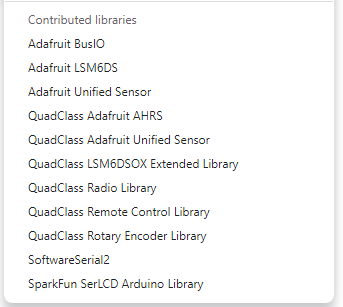 Contributed libraries
Adafruit BusIO
Adafruit LSM6DS
Adafruit Unified Sensor
QuadClass Adafruit AHRS
QuadClass Adafruit Unified Sensor
QuadClass LSM6DSOX Extended Library
QuadClass Radio Library
QuadClass Remote Control Library
QuadClass Rotary Encoder Library
SoftwareSerial2
SparkFun SerLCD Arduino Library